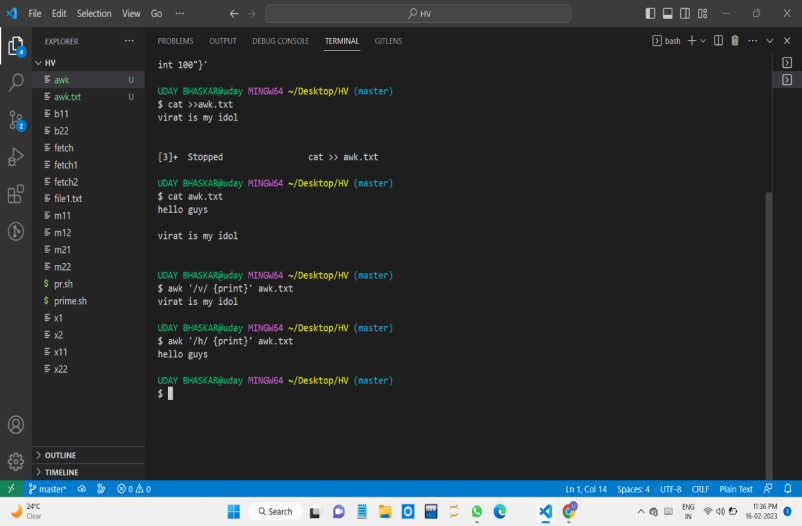 File Edit Selection View Go ··· HV
EXPLORER ···
PROBLEMS OUTPUT DEBUG CONSOLE TERMINAL GITLENS
bash
HV
awk U
awk.txt U
b11
b22
fetch
fetch1
fetch2
file1.txt
m11
m12
m21
m22
$ pr.sh
$ prime.sh
x1
x2
x11
x22
OUTLINE
TIMELINE
4
2
int 100"}'
UDAY BHASKAR@uday MINGW64 ~/Desktop/HV (master)
$ cat >>awk.txt
virat is my idol
[3]+ Stopped cat >> awk.txt
UDAY BHASKAR@uday MINGW64 ~/Desktop/HV (master)
$ cat awk.txt
hello guys
virat is my idol
UDAY BHASKAR@uday MINGW64 ~/Desktop/HV (master)
$ awk '/v/ {print}' awk.txt
virat is my idol
UDAY BHASKAR@uday MINGW64 ~/Desktop/HV (master)
$ awk '/h/ {print}' awk.txt
hello guys
UDAY BHASKAR@uday MINGW64 ~/Desktop/HV (master)
$
master* 0 0 Ln 1, Col 14 Spaces: 4 UTF-8 CRLF Plain Text
24°C
Clear
Search
ENG
IN
11:36 PM
16-02-2023